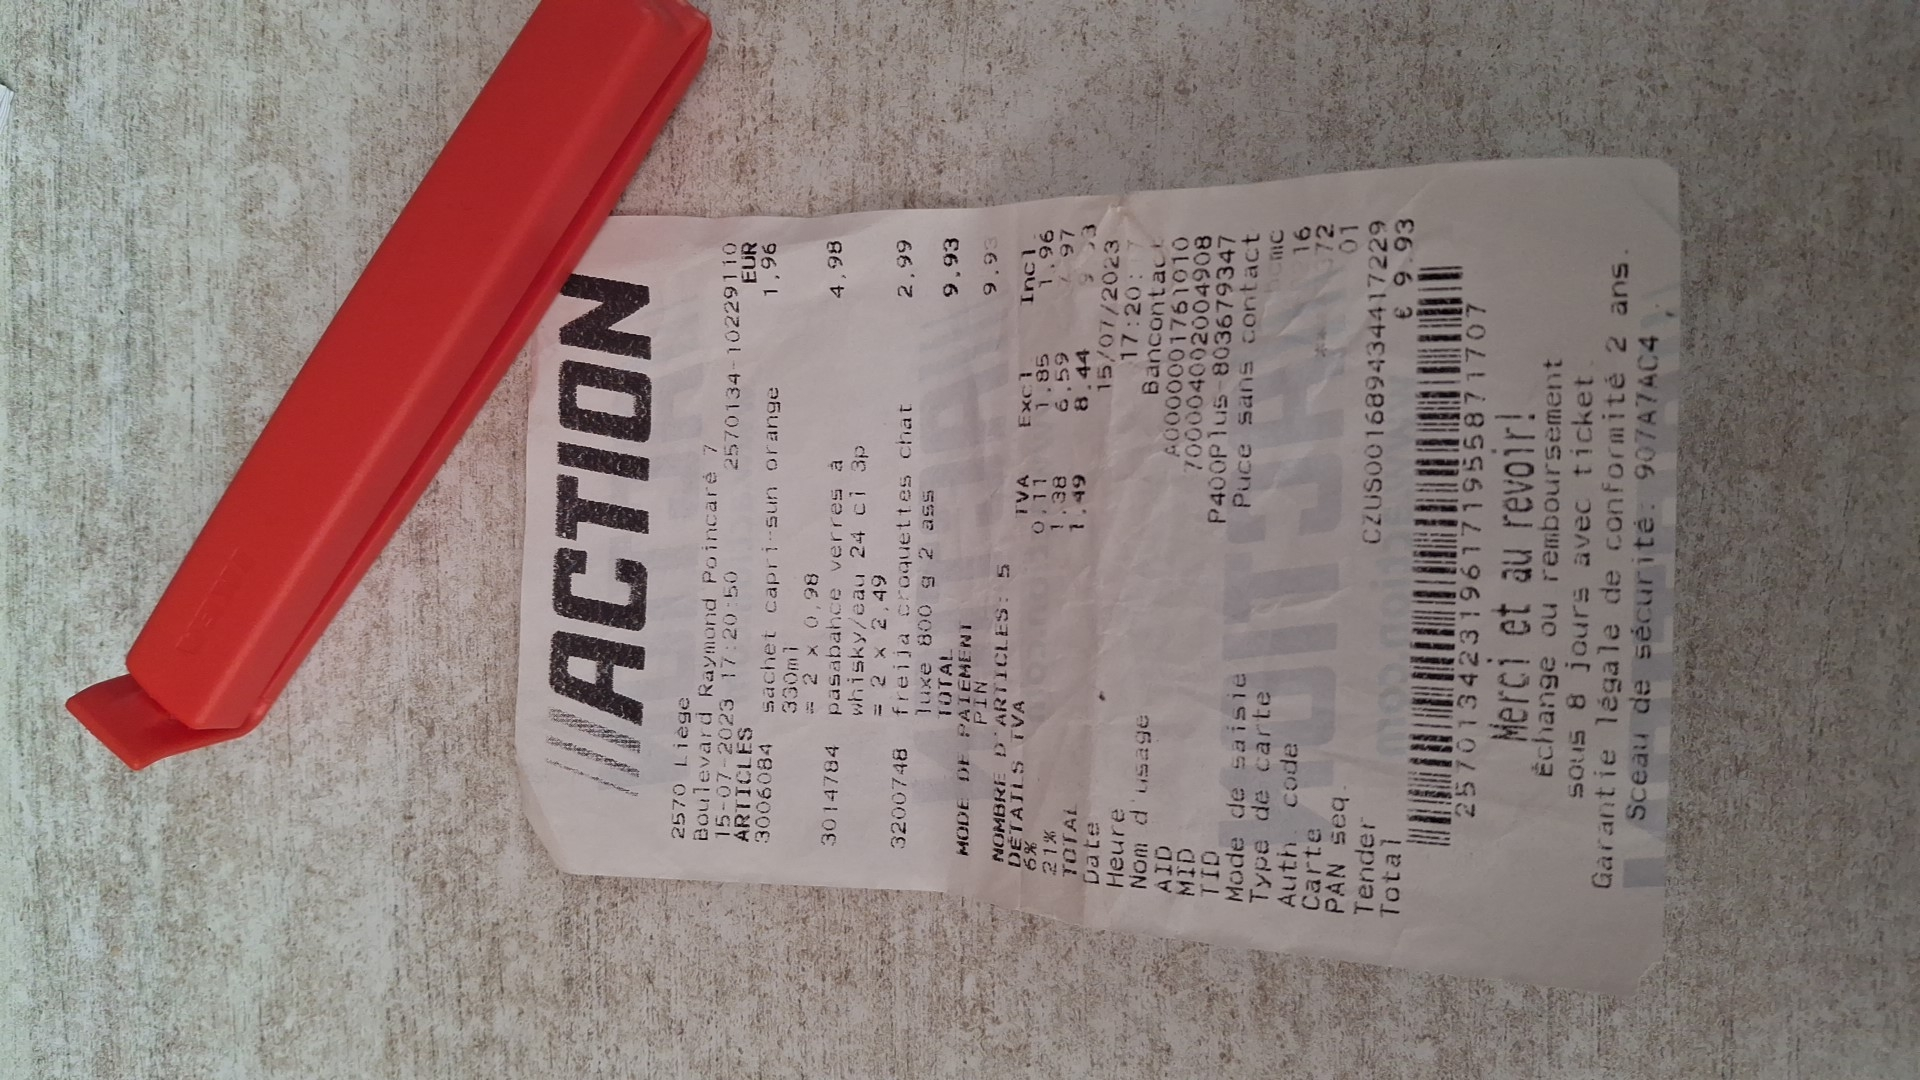 ///ACTION
2570 Liege
Boulevard Raymond Poincaré 7
15-07-2023 17:20:50 2570134-10229110
ARTICLES EUR
3006084 sachet capri-sun orange 1,96
330ml
= 2 x 0,98
3014784 pasabahce verres à 4,98
whisky/eau 24 cl 3p
= 2 x 2,49
3200748 freija croquettes chat 2.99
luxe 800 g 2 ass
TOTAL 9.93
MODE DE PAIEMENT
PIN 9.93
NOMBRE D'ARTICLES: 5
DÉTAILS TVA TVA Excl Incl
6% 0.11 1.85 1.96
21% 1.38 6.59 7.97
TOTAL 1.49 8.44
Date 15/07/2023
Heure 17:20:
Nom d'usage Bancontact
AID
MID
TID P400Plus-803679347
Mode de saisie Puce sans contact
Type de carte
Auth. code 16
Carte 72
PAN seq. 01
Tender CZUS001689434417229
Total € 9.93
Merci et au revoir!
Échange ou remboursement
sous 8 jours avec ticket
Garantie légale de conformité 2 ans.
Sceau de sécurité: 907A7AC4